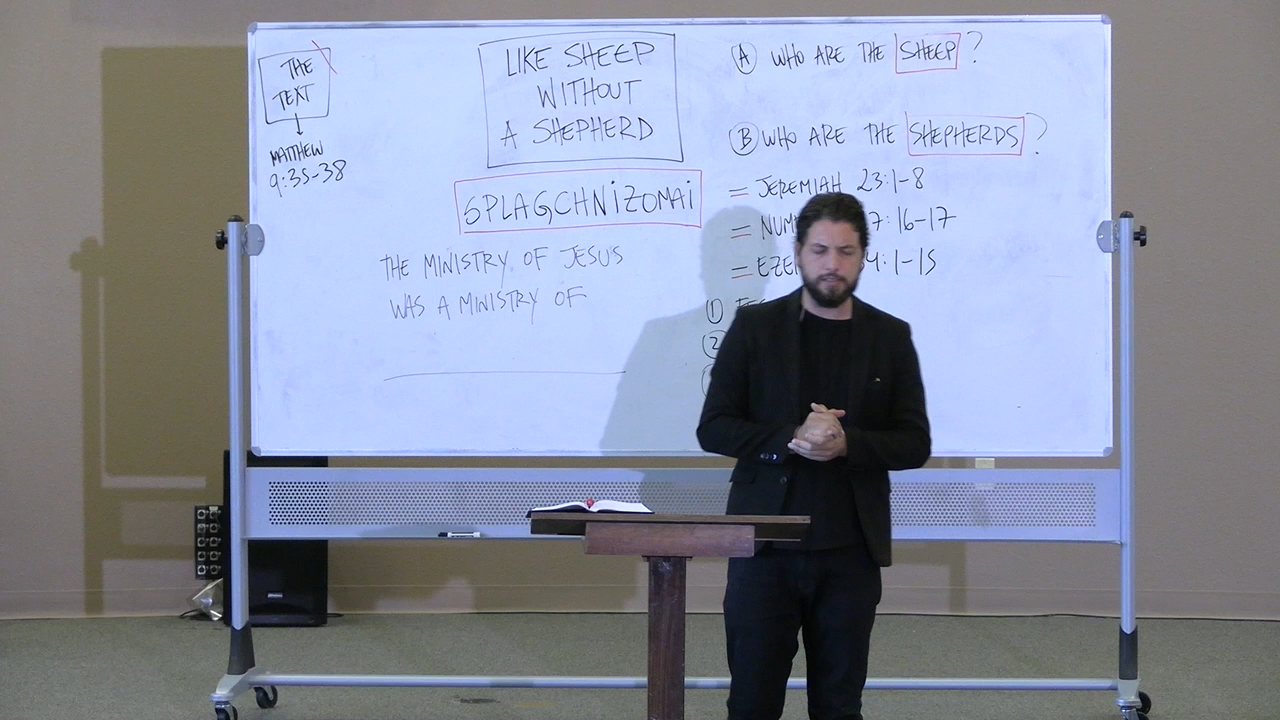 THE
TEXT
MATTHEW
9:35-38
LIKE SHEEP
WITHOUT
A SHEPHERD
SPLAGCHNiZOMAi
THE MINISTRY OF JESUS
WAS A MINISTRY OF
A WHO ARE THE SHEEP?
B WHO ARE THE SHEPHERDS?
= JEREMIAH 23:1-8
= NUM 7:16-17
= EZE 4:1-15
1
2